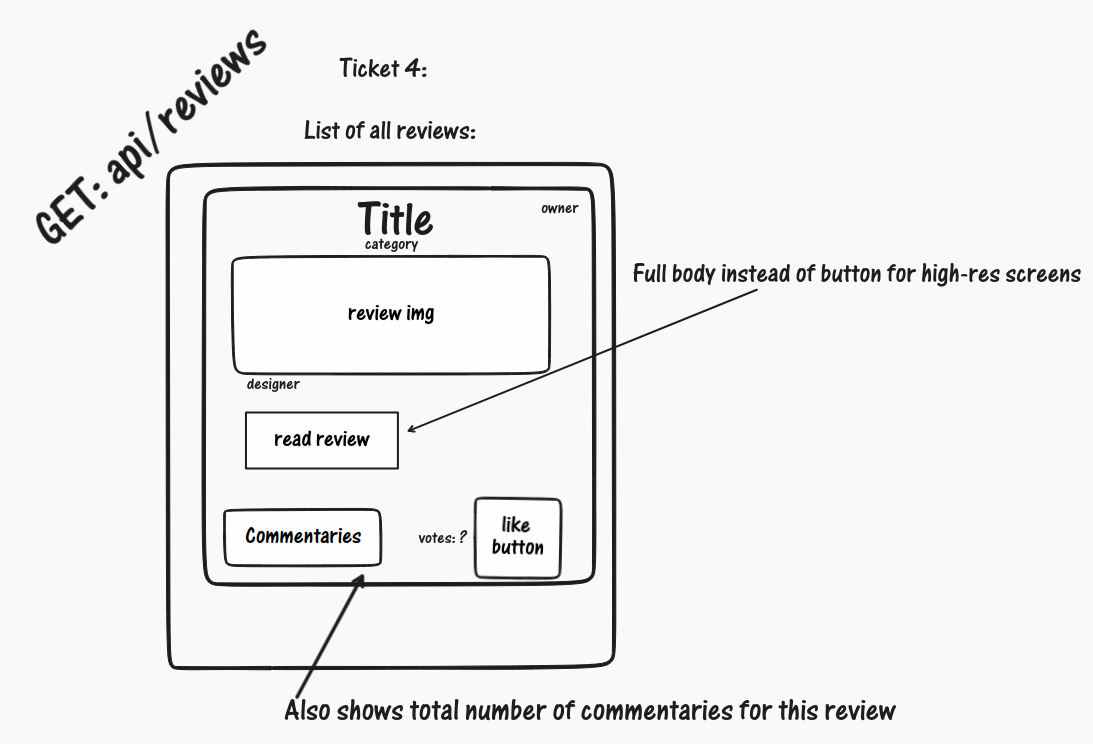 GET: api/reviews
Ticket 4:
List of all reviews:
Title
owner
category
review img
Full body instead of button for high-res screens
designer
read review
Commentaries
votes: ?
like
button
Also shows total number of commentaries for this review